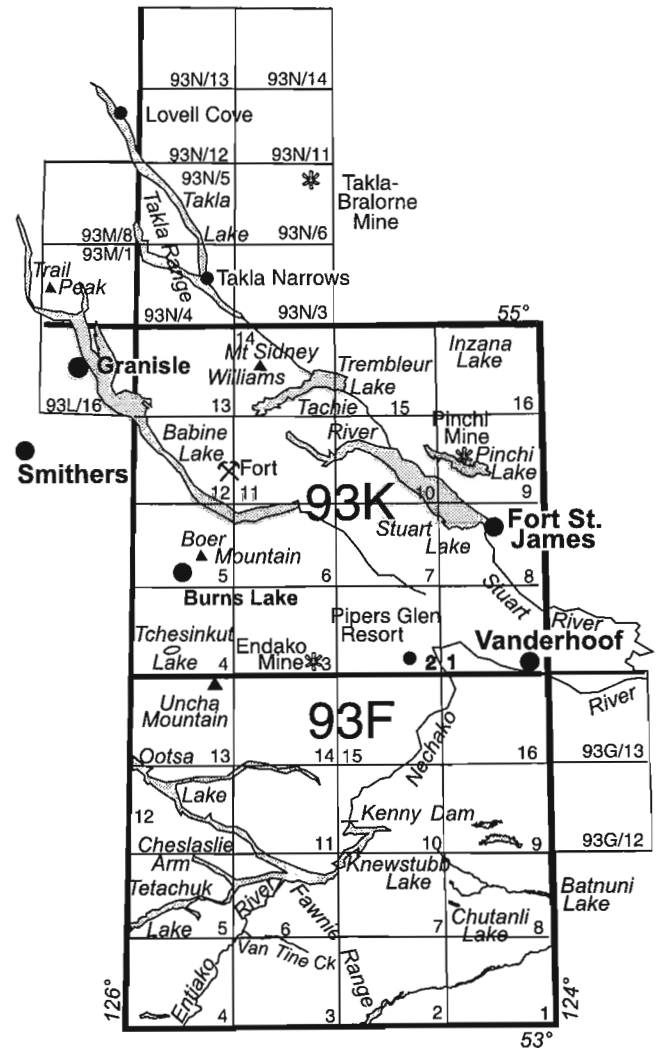 93N/13
93N/14
Lovell Cove
93N/12
93N/11
93N/5
Takla
Lake
Takla-
Bralorne
Mine
Takla Range
93M/8
93N/6
93M/1
Trail
Peak
Takla Narrows
93N/4
93N/3
55°
14
Mt Sidney
Williams
Inzana
Lake
Granisle
Trembleur
Lake
93L/16
13
Tachie
River
15
16
Pinchi
Mine
Pinchi
Lake
Babine
Lake
Fort
Smithers
12
11
93K
10
9
Stuart
Lake
Fort St.
James
Boer
Mountain
5
6
7
8
Burns Lake
Stuart
River
Pipers Glen
Resort
Tchesinkut
Lake
Endako
Mine
Vanderhoof
4
3
2
1
Uncha
Mountain
93F
River
Nechako
Ootsa
Lake
13
14
15
16
93G/13
12
Kenny Dam
Cheslaslie
Arm
11
10
9
93G/12
Knewstubb
Lake
Tetachuk
Lake
River
Fawnie
Range
Batnuni
Lake
Chutanli
Lake
5
6
7
8
Van Tine Ck
Entiako
126°
4
3
2
1
124°
53°